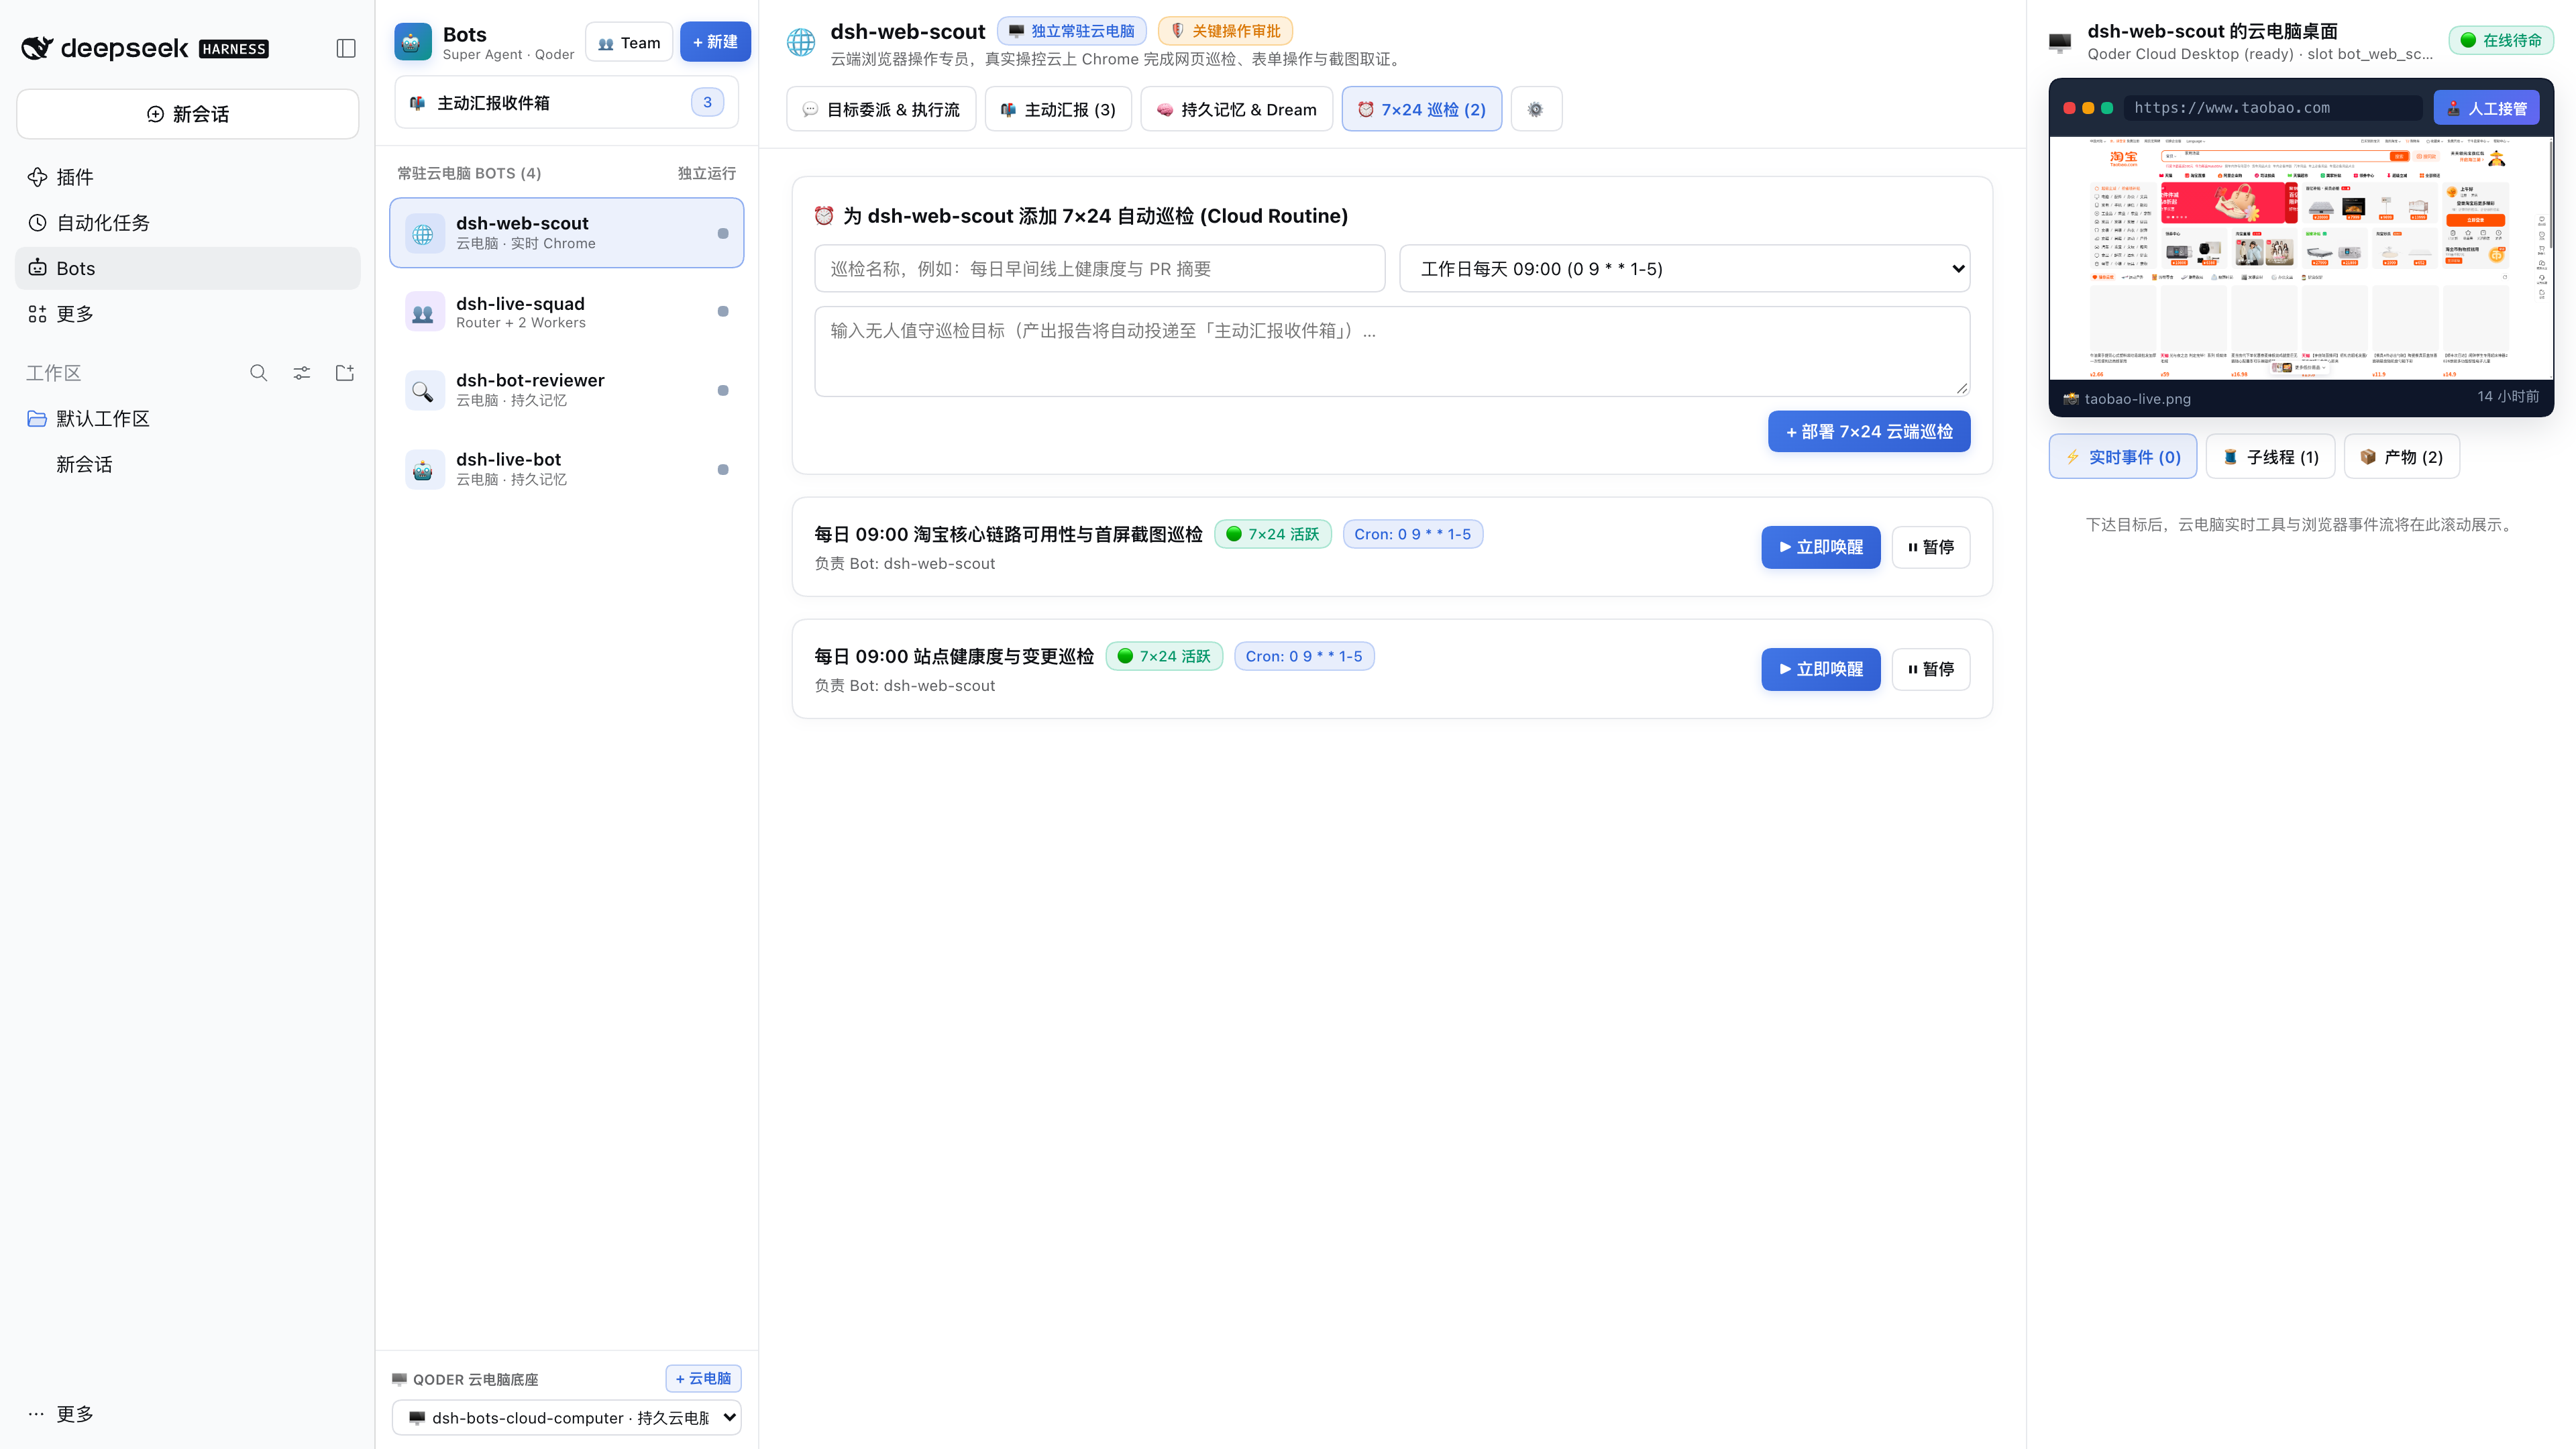 deepseek HARNESS
新会话
插件
自动化任务
Bots
更多
工作区
默认工作区
新会话
更多
Bots
Super Agent · Qoder
Team
+ 新建
主动汇报收件箱
3
常驻云电脑 BOTS (4)
独立运行
dsh-web-scout
云电脑 · 实时 Chrome
dsh-live-squad
Router + 2 Workers
dsh-bot-reviewer
云电脑 · 持久记忆
dsh-live-bot
云电脑 · 持久记忆
QODER 云电脑底座
+ 云电脑
dsh-bots-cloud-computer · 持久云电脑
dsh-web-scout
独立常驻云电脑
关键操作审批
云端浏览器操作专员，真实操控云上 Chrome 完成网页巡检、表单操作与截图取证。
目标委派 & 执行流
主动汇报 (3)
持久记忆 & Dream
7×24 巡检 (2)
为 dsh-web-scout 添加 7×24 自动巡检 (Cloud Routine)
巡检名称，例如：每日早间线上健康度与 PR 摘要
工作日每天 09:00 (0 9 * * 1-5)
输入无人值守巡检目标（产出报告将自动投递至「主动汇报收件箱」）...
+ 部署 7×24 云端巡检
每日 09:00 淘宝核心链路可用性与首屏截图巡检
7×24 活跃
Cron: 0 9 * * 1-5
负责 Bot: dsh-web-scout
立即唤醒
暂停
每日 09:00 站点健康度与变更巡检
7×24 活跃
Cron: 0 9 * * 1-5
负责 Bot: dsh-web-scout
立即唤醒
暂停
dsh-web-scout 的云电脑桌面
Qoder Cloud Desktop (ready) · slot bot_web_sc...
在线待命
https://www.taobao.com
人工接管
淘宝
Taobao.com
taobao-live.png
14 小时前
实时事件 (0)
子线程 (1)
产物 (2)
下达目标后，云电脑实时工具与浏览器事件流将在此滚动展示。